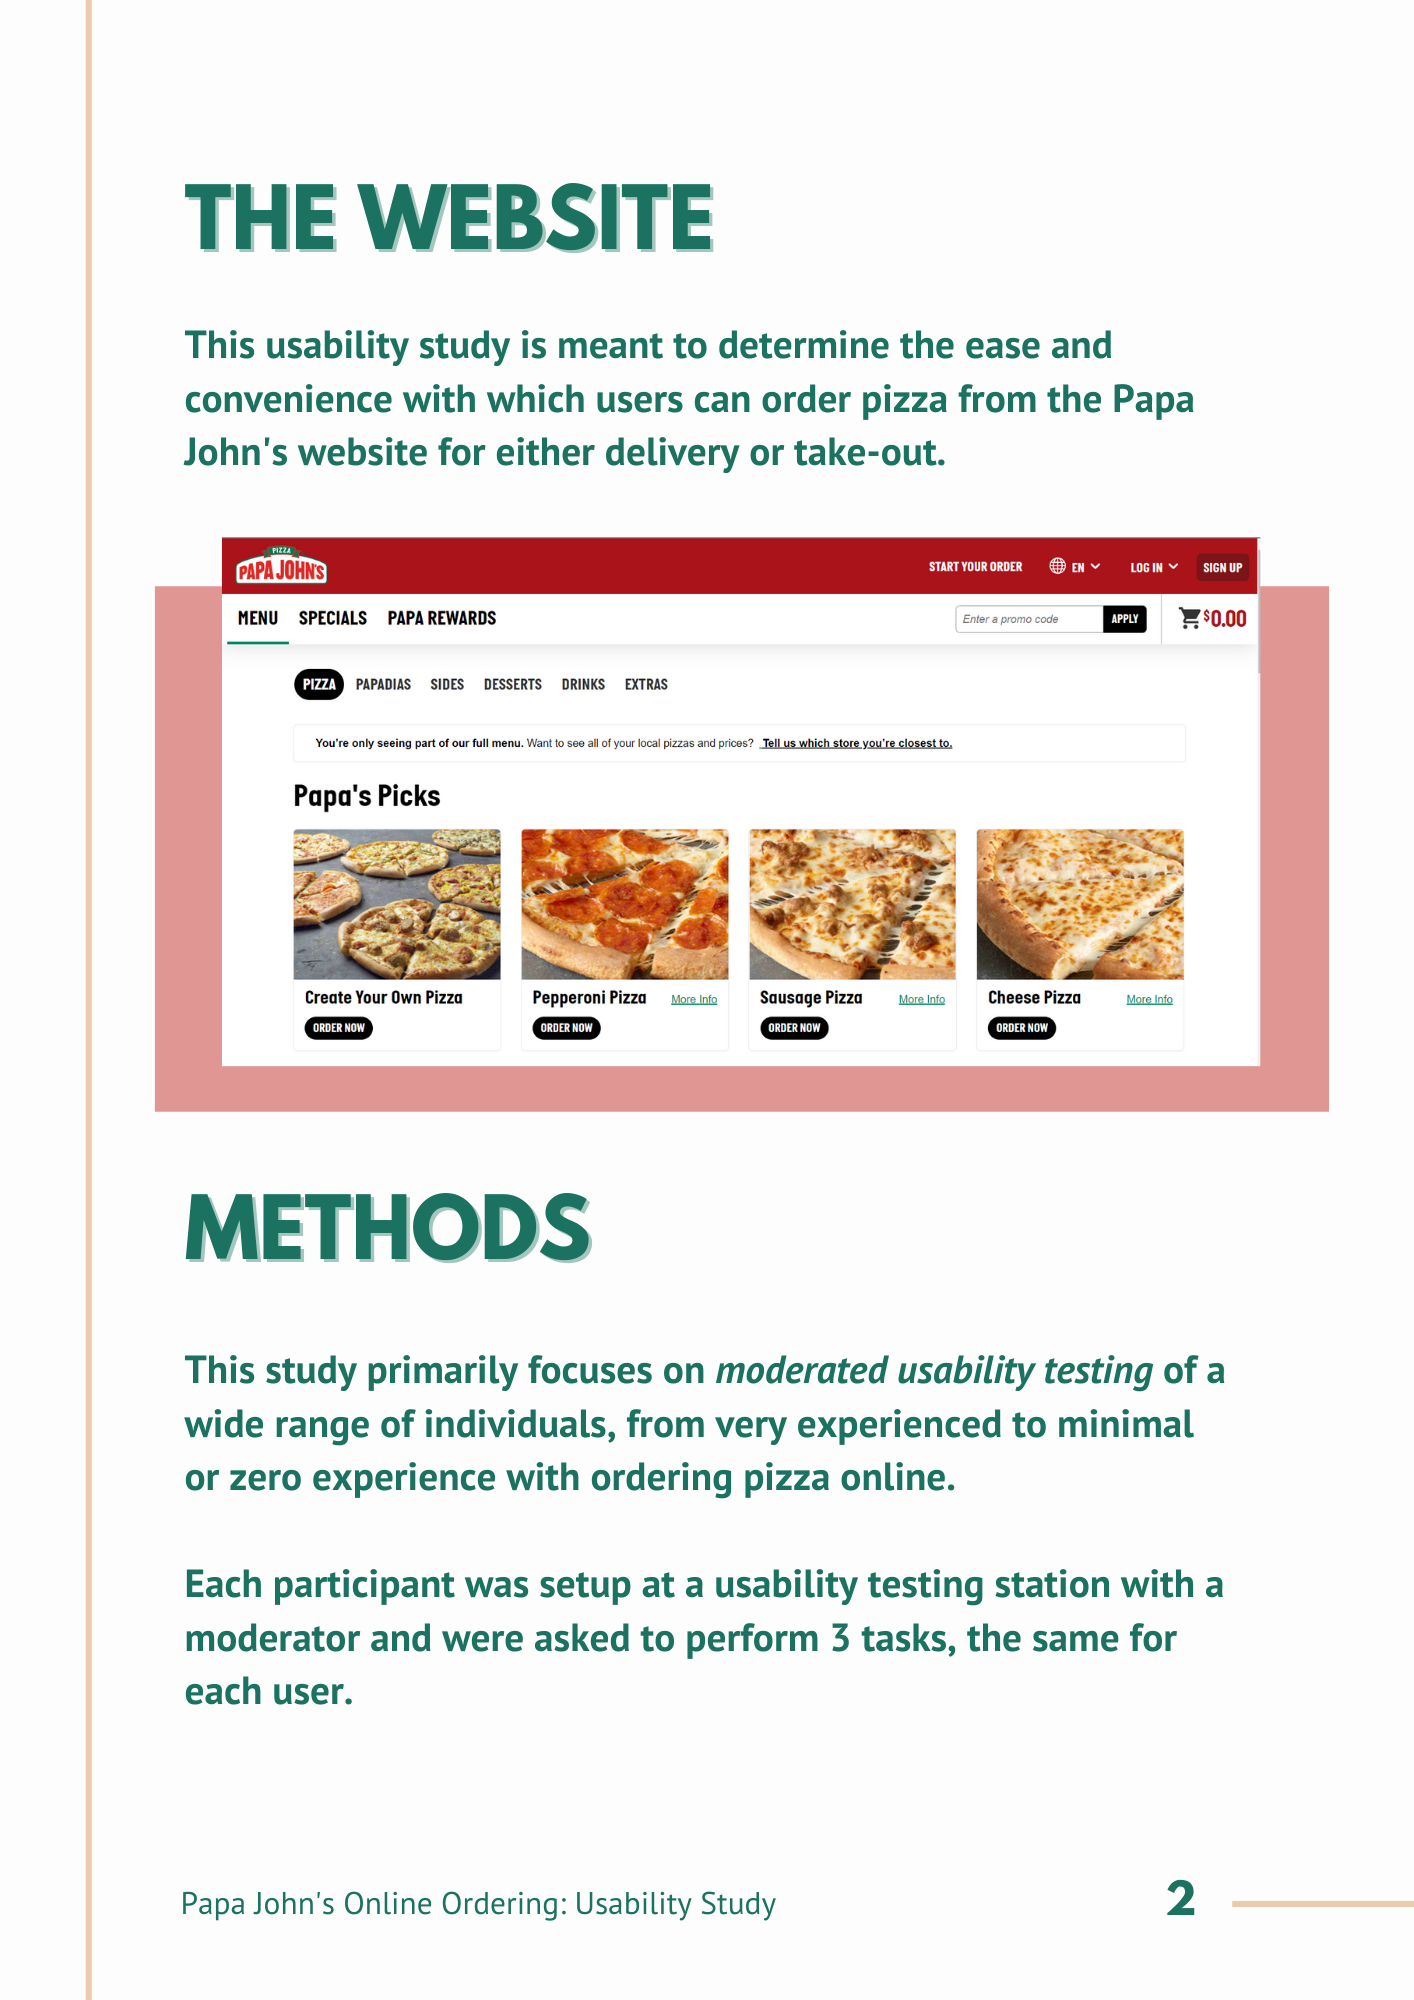 THE WEBSITE
This usability study is meant to determine the ease and
convenience with which users can order pizza from the Papa
John's website for either delivery or take-out.
PIZZA
PAPA JOHN'S
START YOUR ORDER EN LOG IN SIGN UP
MENU SPECIALS PAPA REWARDS Enter a promo code APPLY $0.00
PIZZA PAPADIAS SIDES DESSERTS DRINKS EXTRAS
You're only seeing part of our full menu. Want to see all of your local pizzas and prices? Tell us which store you're closest to.
Papa's Picks
Create Your Own Pizza Pepperoni Pizza More Info Sausage Pizza More Info Cheese Pizza More Info
ORDER NOW ORDER NOW ORDER NOW ORDER NOW
METHODS
This study primarily focuses on moderated usability testing of a
wide range of individuals, from very experienced to minimal
or zero experience with ordering pizza online.
Each participant was setup at a usability testing station with a
moderator and were asked to perform 3 tasks, the same for
each user.
Papa John's Online Ordering: Usability Study 2